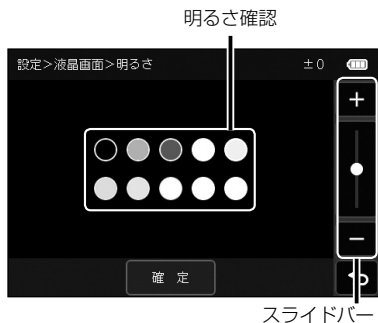 明るさ確認
設定>液晶画面>明るさ ±0
+
−
確定
スライドバー